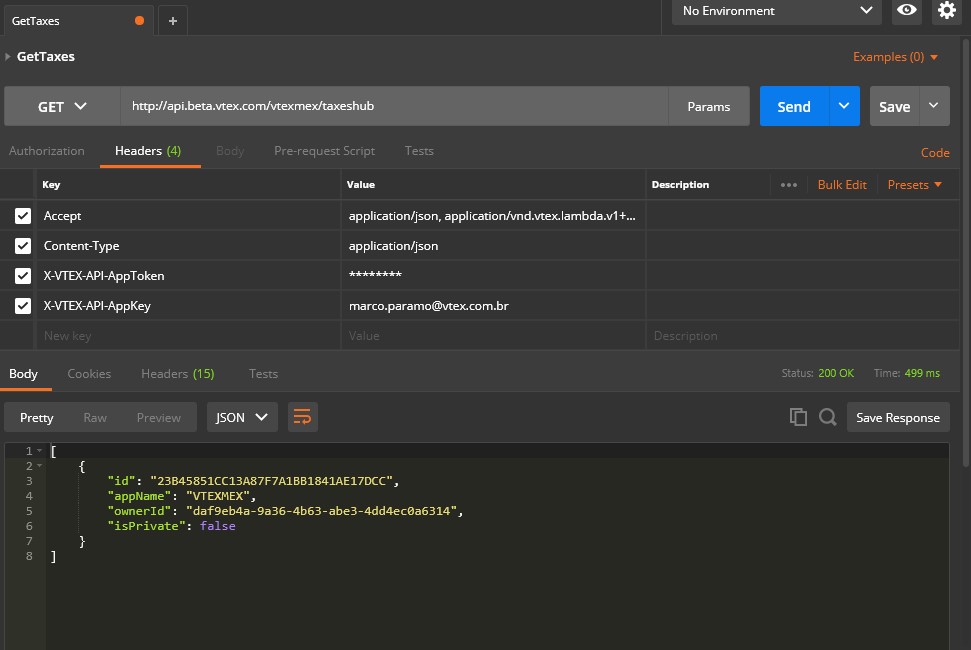 GetTaxes +
No Environment
GetTaxes
Examples (0)
GET http://api.beta.vtex.com/vtexmex/taxeshub Params Send Save
Authorization Headers (4) Body Pre-request Script Tests Code
Key Value Description ••• Bulk Edit Presets
Accept application/json, application/vnd.vtex.lambda.v1+...
Content-Type application/json
X-VTEX-API-AppToken ********
X-VTEX-API-AppKey marco.paramo@vtex.com.br
New key Value Description
Body Cookies Headers (15) Tests Status: 200 OK Time: 499 ms
Pretty Raw Preview JSON Save Response
1 [
2 {
3 "id": "23B45851CC13A87F7A1BB1841AE17DCC",
4 "appName": "VTEXMEX",
5 "ownerId": "daf9eb4a-9a36-4b63-abe3-4dd4ec0a6314",
6 "isPrivate": false
7 }
8 ]